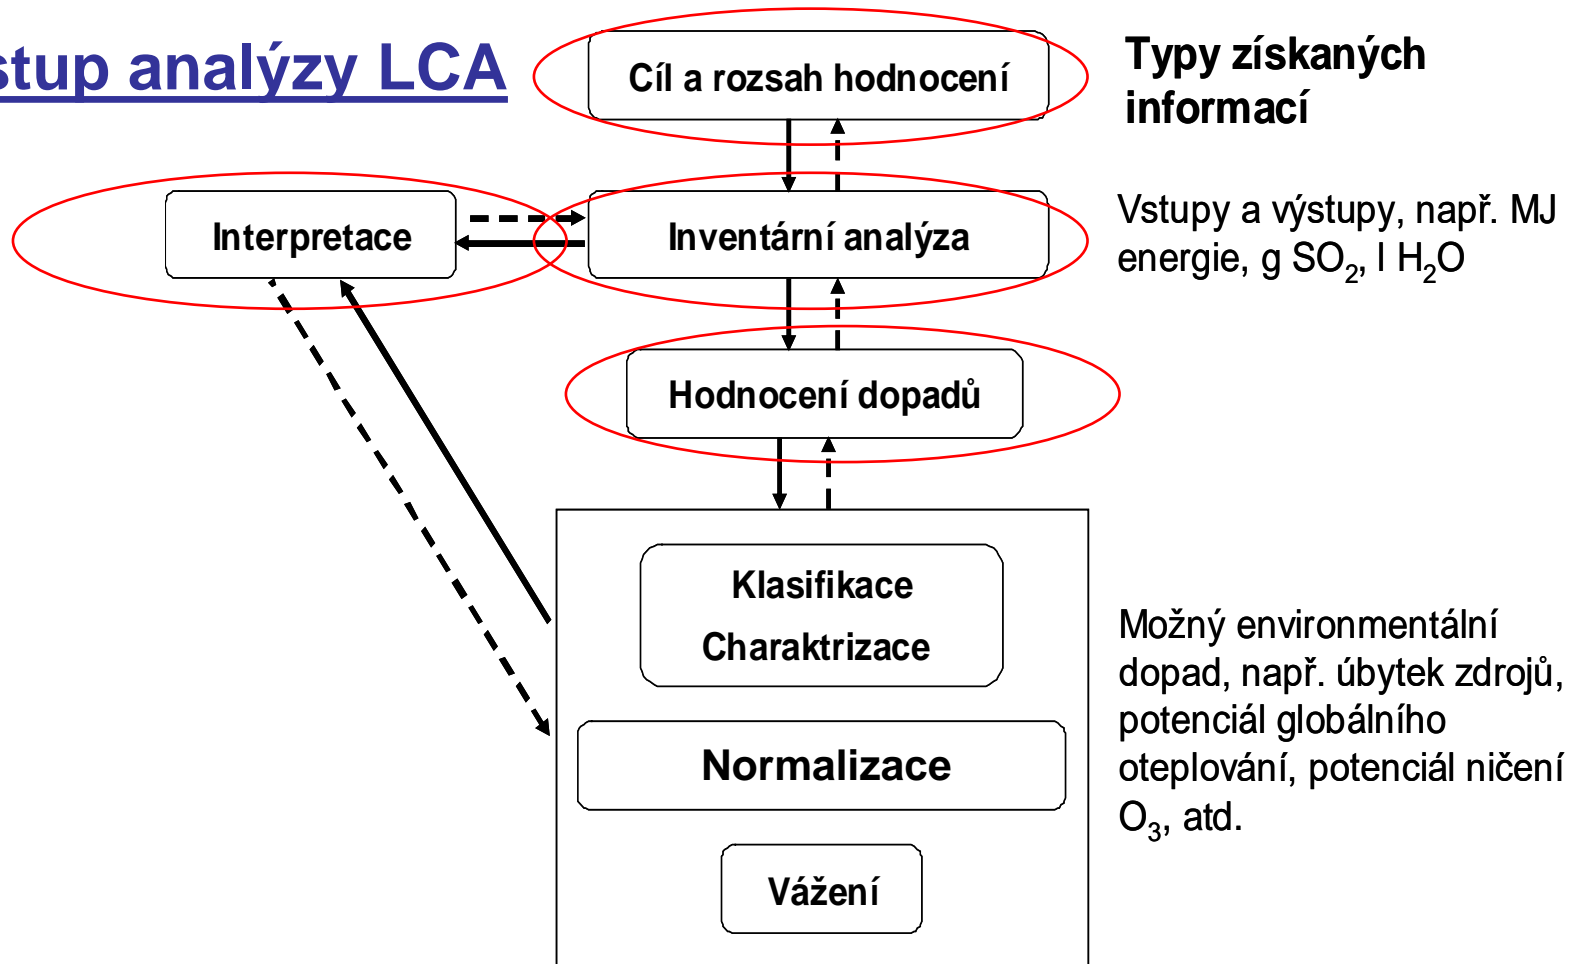 stup analýzy LCA
Cíl a rozsah hodnocení
Typy získaných
informací
Interpretace
Inventární analýza
Vstupy a výstupy, např. MJ
energie, g SO₂, l H₂O
Hodnocení dopadů
Klasifikace
Charaktrizace
Normalizace
Vážení
Možný environmentální
dopad, např. úbytek zdrojů,
potenciál globálního
oteplování, potenciál ničení
O₃, atd.